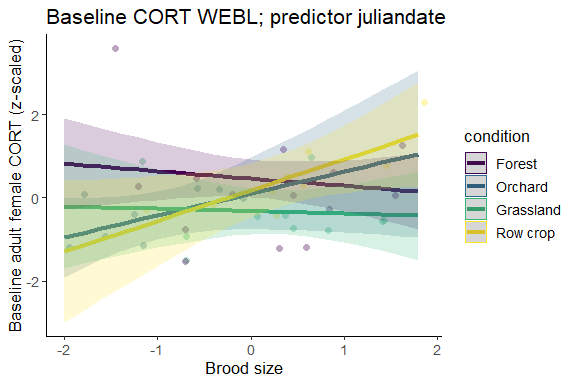 Baseline CORT WEBL; predictor juliandate
Baseline adult female CORT (z-scaled)
2
0
-2
-2
-1
0
1
2
Brood size
condition
Forest
Orchard
Grassland
Row crop